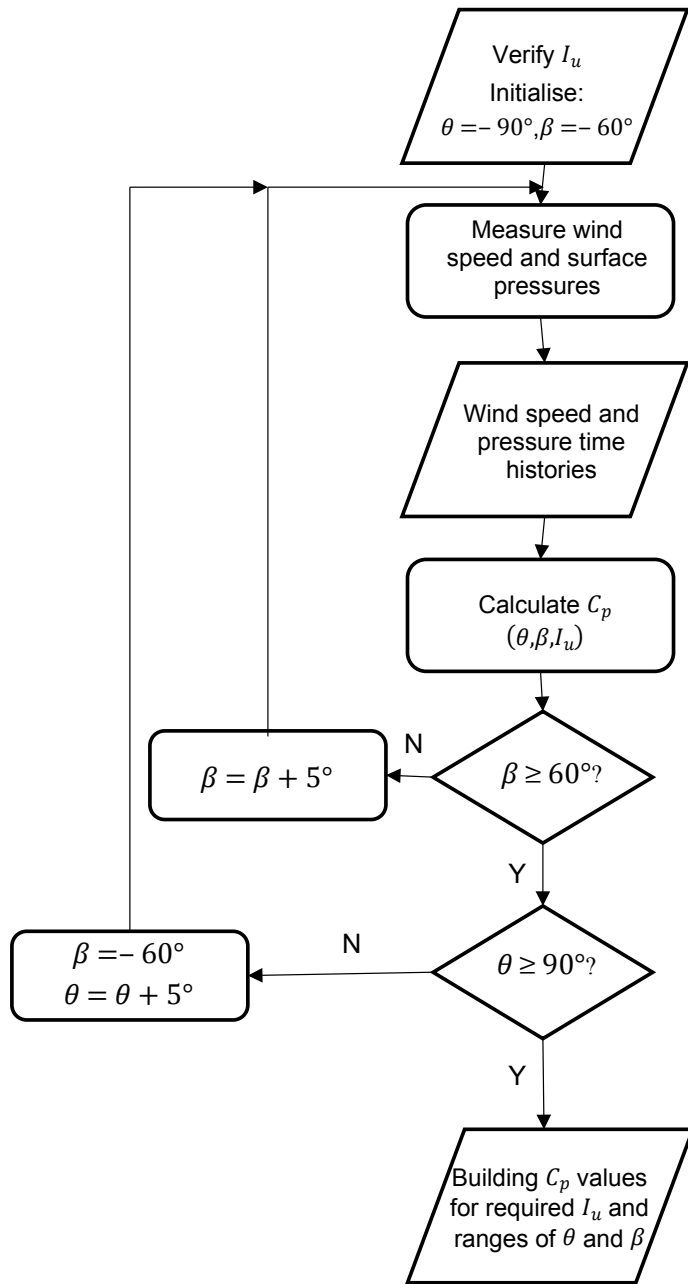 Verify I_u
Initialise:
θ =– 90°,β =– 60°
Measure wind
speed and surface
pressures
Wind speed and
pressure time
histories
Calculate C_p
(θ,β,I_u)
β ≥ 60°?
N
β = β + 5°
Y
θ ≥ 90°?
N
β =– 60°
θ = θ + 5°
Y
Building C_p values
for required I_u and
ranges of θ and β